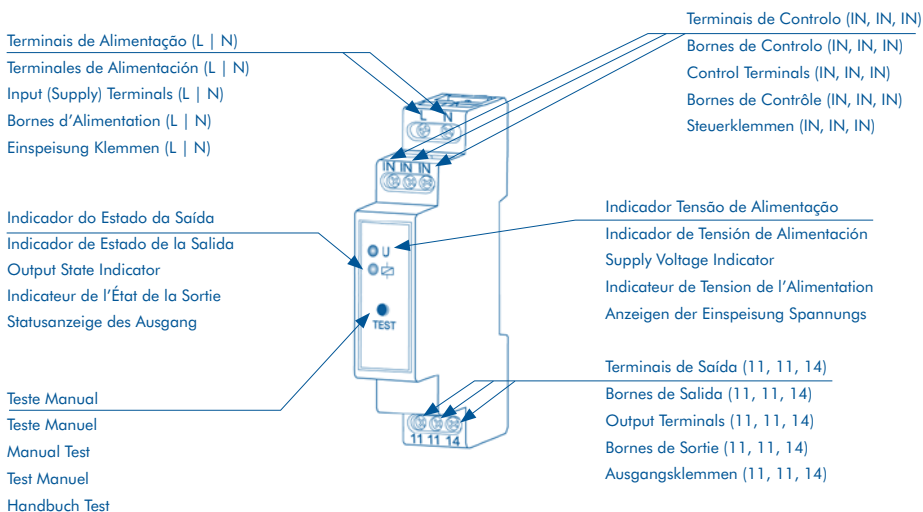 Terminais de Alimentação (L | N)
Terminales de Alimentación (L | N)
Input (Supply) Terminals (L | N)
Bornes d’Alimentation (L | N)
Einspeisung Klemmen (L | N)
Terminais de Controlo (IN, IN, IN)
Bornes de Controlo (IN, IN, IN)
Control Terminals (IN, IN, IN)
Bornes de Contrôle (IN, IN, IN)
Steuerklemmen (IN, IN, IN)
L N
IN IN IN
U
TEST
11 11 14
Indicador do Estado da Saída
Indicador de Estado de la Salida
Output State Indicator
Indicateur de l’État de la Sortie
Statusanzeige des Ausgang
Indicador Tensão de Alimentação
Indicador de Tensión de Alimentación
Supply Voltage Indicator
Indicateur de Tension de l’Alimentation
Anzeigen der Einspeisung Spannungs
Teste Manual
Teste Manuel
Manual Test
Test Manuel
Handbuch Test
Terminais de Saída (11, 11, 14)
Bornes de Salida (11, 11, 14)
Output Terminals (11, 11, 14)
Bornes de Sortie (11, 11, 14)
Ausgangsklemmen (11, 11, 14)